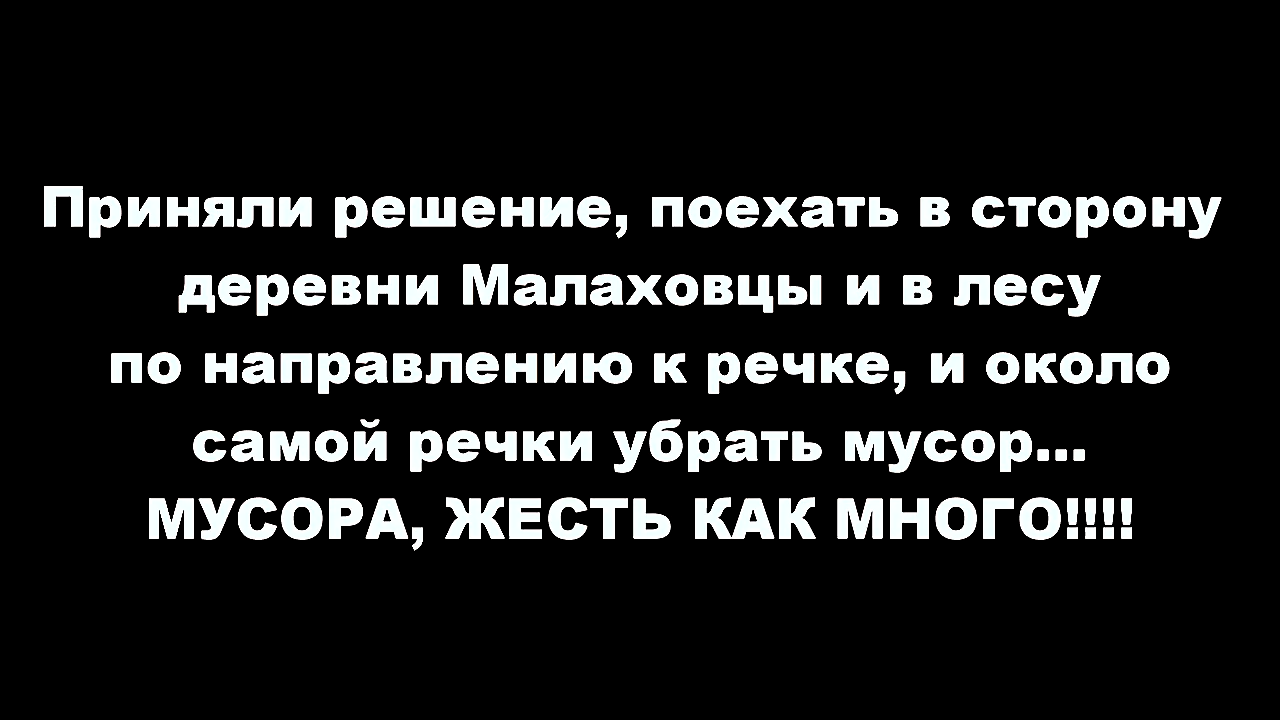 Приняли решение, поехать в сторону
деревни Малаховцы и в лесу
по направлению к речке, и около
самой речки убрать мусор...
МУСОРА, ЖЕСТЬ КАК МНОГО!!!!